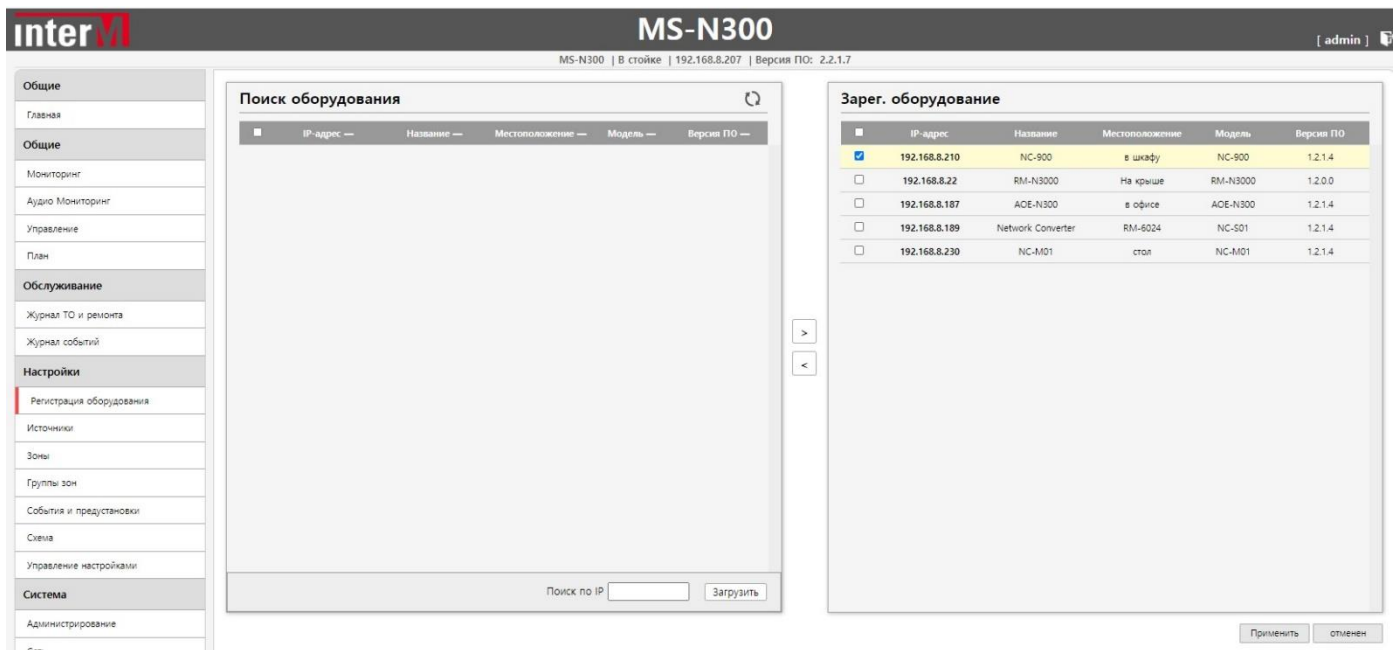 inter M
MS-N300
[ admin ]
MS-N300 | В стойке | 192.168.8.207 | Версия ПО: 2.2.1.7
Общие
Главная
Общие
Мониторинг
Аудио Мониторинг
Управление
План
Обслуживание
Журнал ТО и ремонта
Журнал событий
Настройки
Регистрация оборудования
Источники
Зоны
Группы зон
События и предустановки
Схема
Управление настройками
Система
Администрирование
Поиск оборудования
IP-адрес — Название — Местоположение — Модель — Версия ПО —
Поиск по IP Загрузить
>
<
Зарег. оборудование
IP-адрес Название Местоположение Модель Версия ПО
192.168.8.210 NC-900 в шкафу NC-900 1.2.1.4
192.168.8.22 RM-N3000 На крыше RM-N3000 1.2.0.0
192.168.8.187 AOE-N300 в офисе AOE-N300 1.2.1.4
192.168.8.189 Network Converter RM-6024 NC-S01 1.2.1.4
192.168.8.230 NC-M01 стол NC-M01 1.2.1.4
Применить отменен